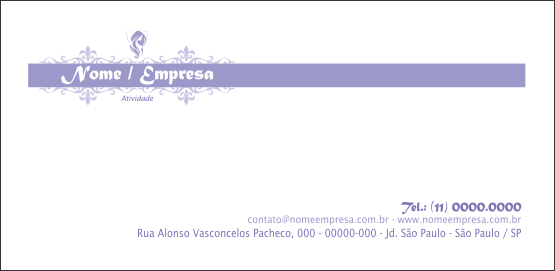 Nome / Empresa
Atividade
Tel.: (11) 0000.0000
contato@nomeempresa.com.br - www.nomeempresa.com.br
Rua Alonso Vasconcelos Pacheco, 000 - 00000-000 - Jd. São Paulo - São Paulo / SP